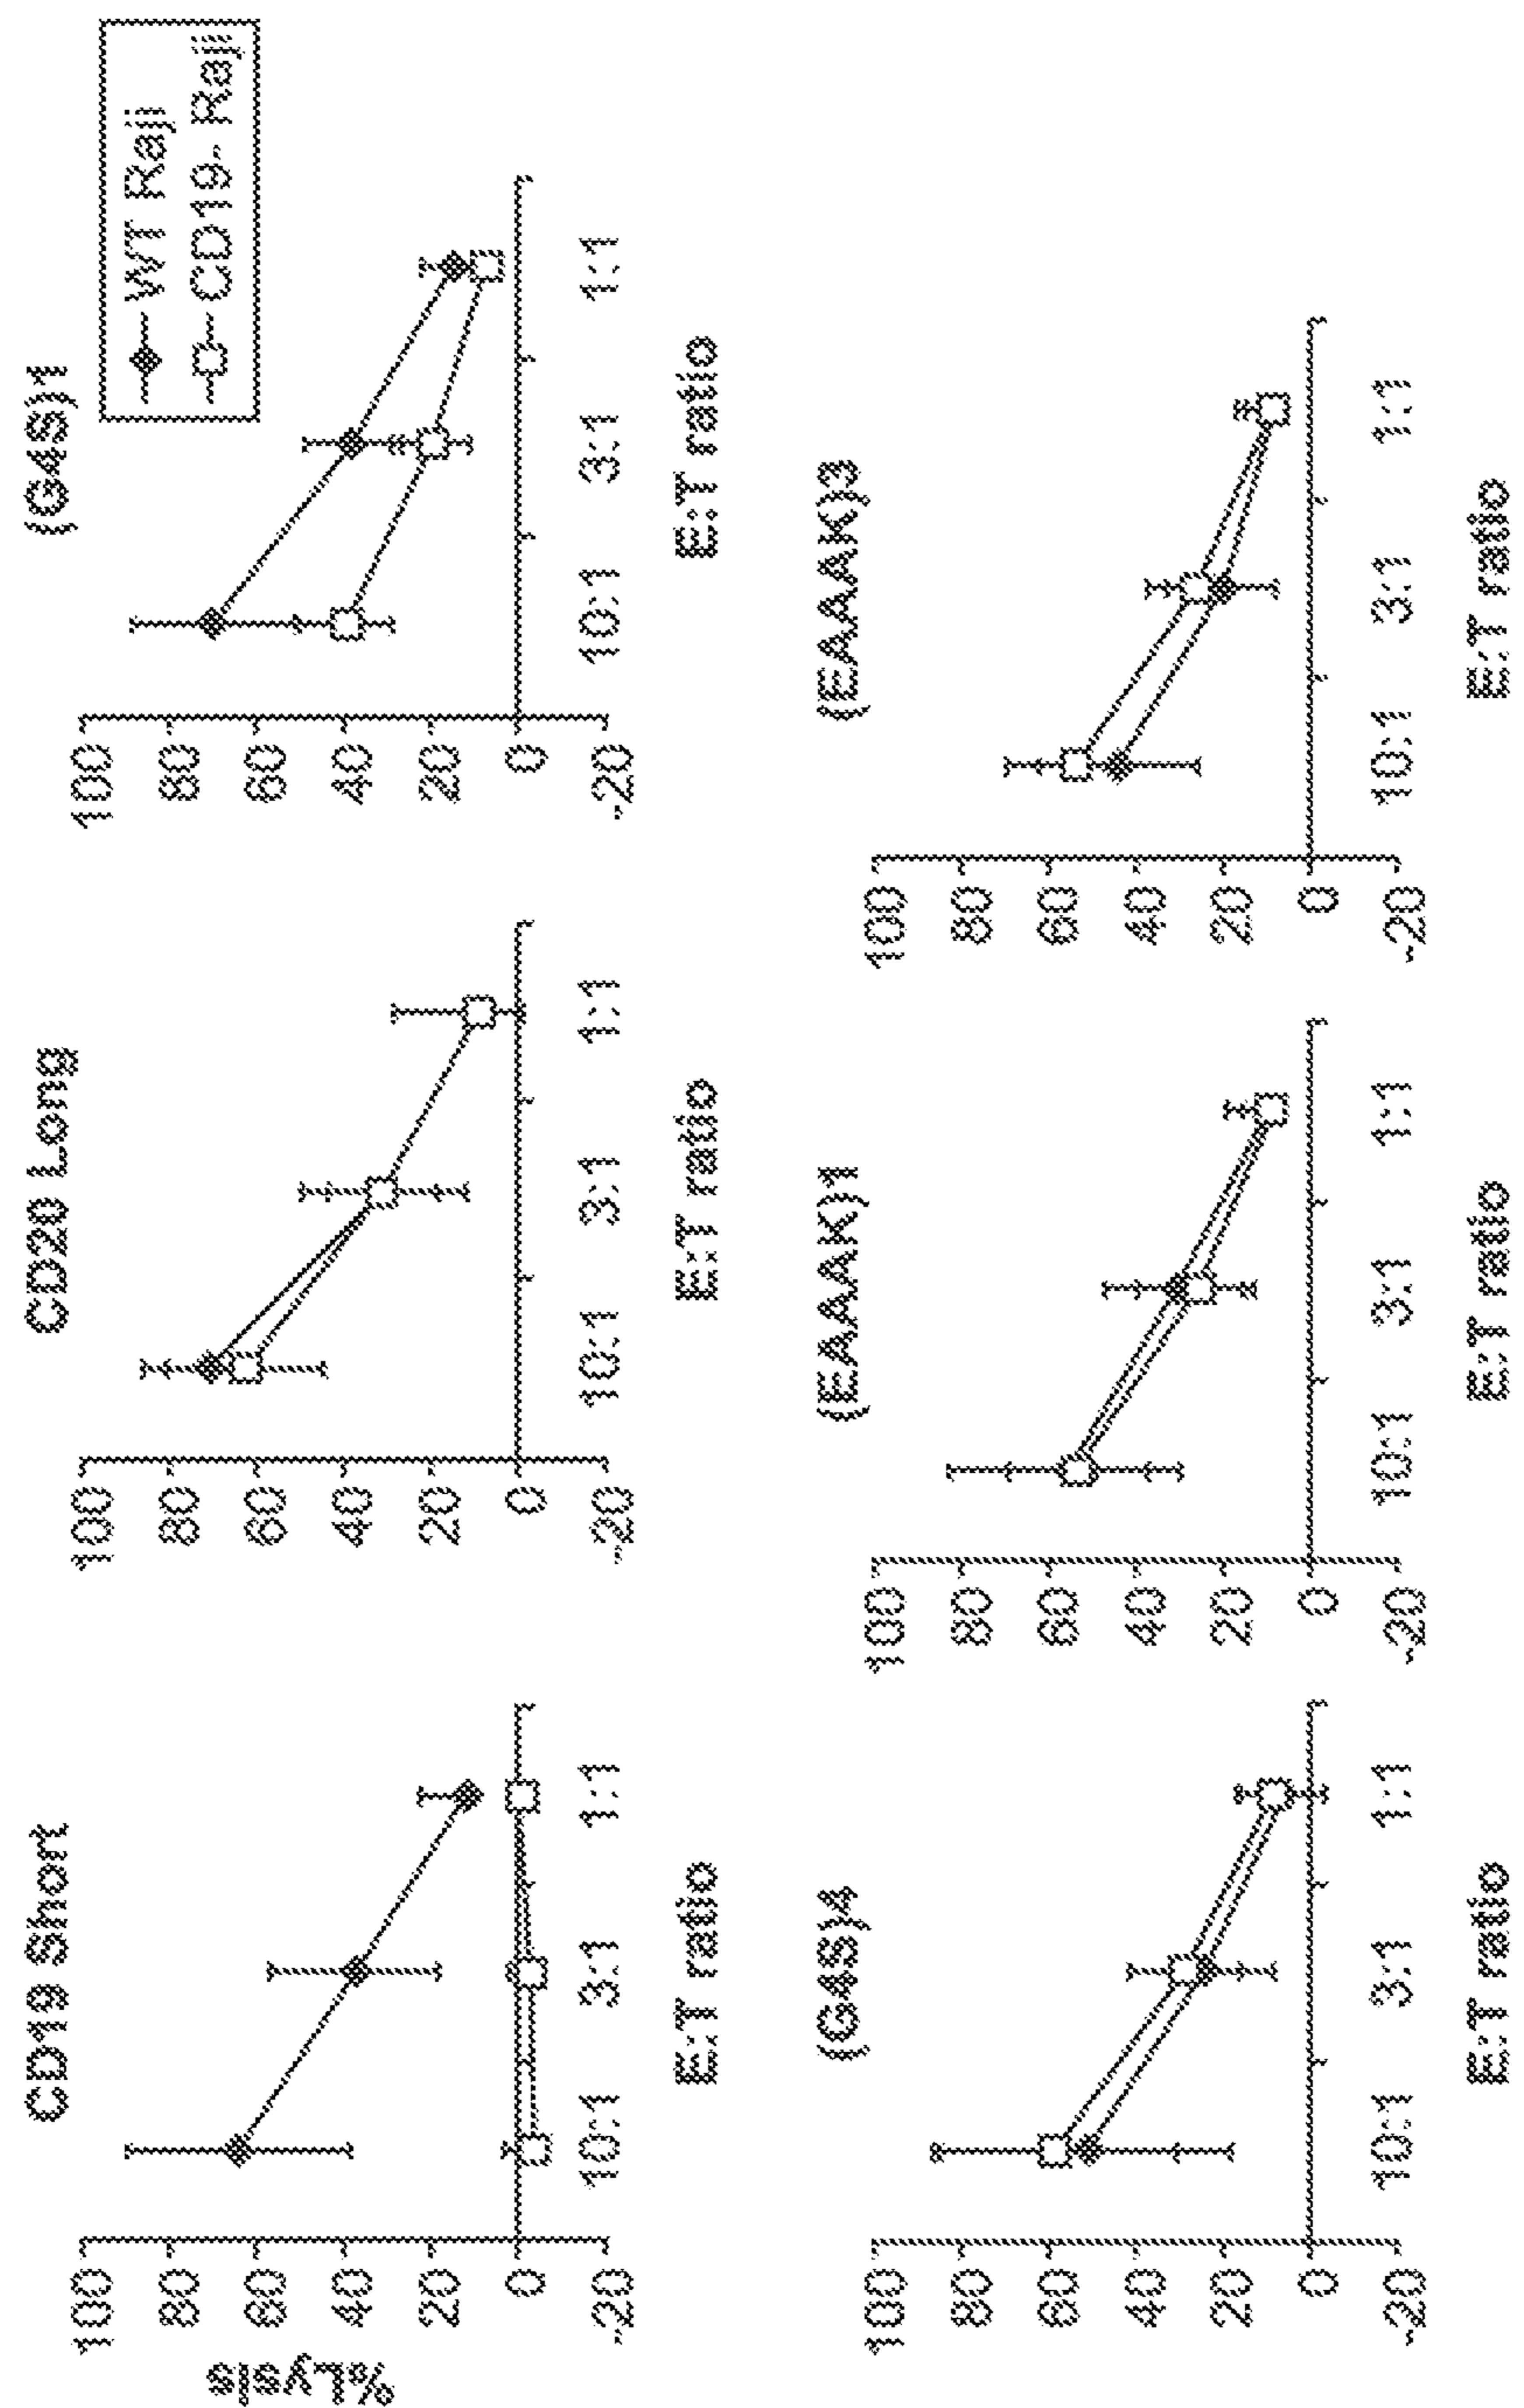 CD19 Short
%Lysis
100
80
60
40
20
0
-20
10:1 3:1 1:1
E:T ratio
CD20 Long
100
80
60
40
20
0
-20
10:1 3:1 1:1
E:T ratio
(G4S)1
WT Raji
CD19- Raji
100
80
60
40
20
0
-20
10:1 3:1 1:1
E:T ratio
(G4S)4
100
80
60
40
20
0
-20
10:1 3:1 1:1
E:T ratio
(EAAAK)1
100
80
60
40
20
0
-20
10:1 3:1 1:1
E:T ratio
(EAAAK)3
100
80
60
40
20
0
-20
10:1 3:1 1:1
E:T ratio